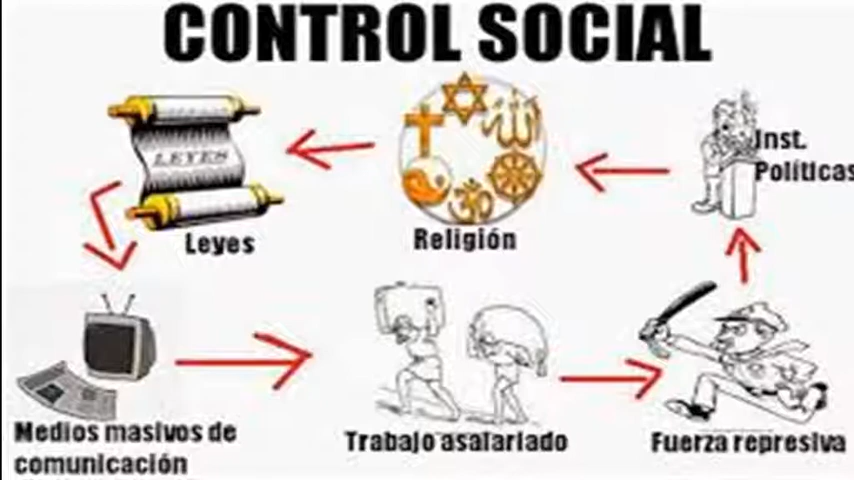 CONTROL SOCIAL
LEYES
Inst.
Políticas
Leyes
Religión
Medios masivos de
comunicación
Trabajo asalariado
Fuerza represiva